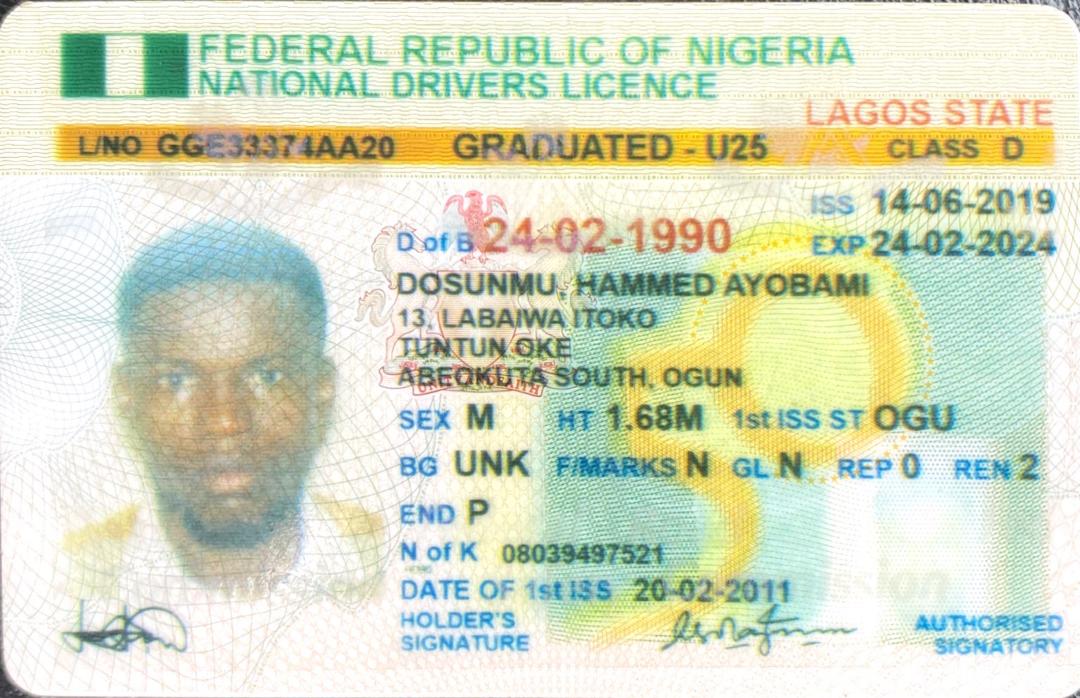 FEDERAL REPUBLIC OF NIGERIA
NATIONAL DRIVERS LICENCE
LAGOS STATE
L/NO GGE33374AA20 GRADUATED - U25 CLASS D
ISS 14-06-2019
D of B 24-02-1990 EXP 24-02-2024
DOSUNMU, HAMMED AYOBAMI
13, LABAIWA ITOKO
TUNTUN OKE
ABEOKUTA SOUTH, OGUN
SEX M HT 1.68M 1st ISS ST OGU
BG UNK F/MARKS N GL N REP 0 REN 2
END P
N of K 08039497521
DATE OF 1st ISS 20-02-2011
HOLDER'S
SIGNATURE
AUTHORISED
SIGNATORY